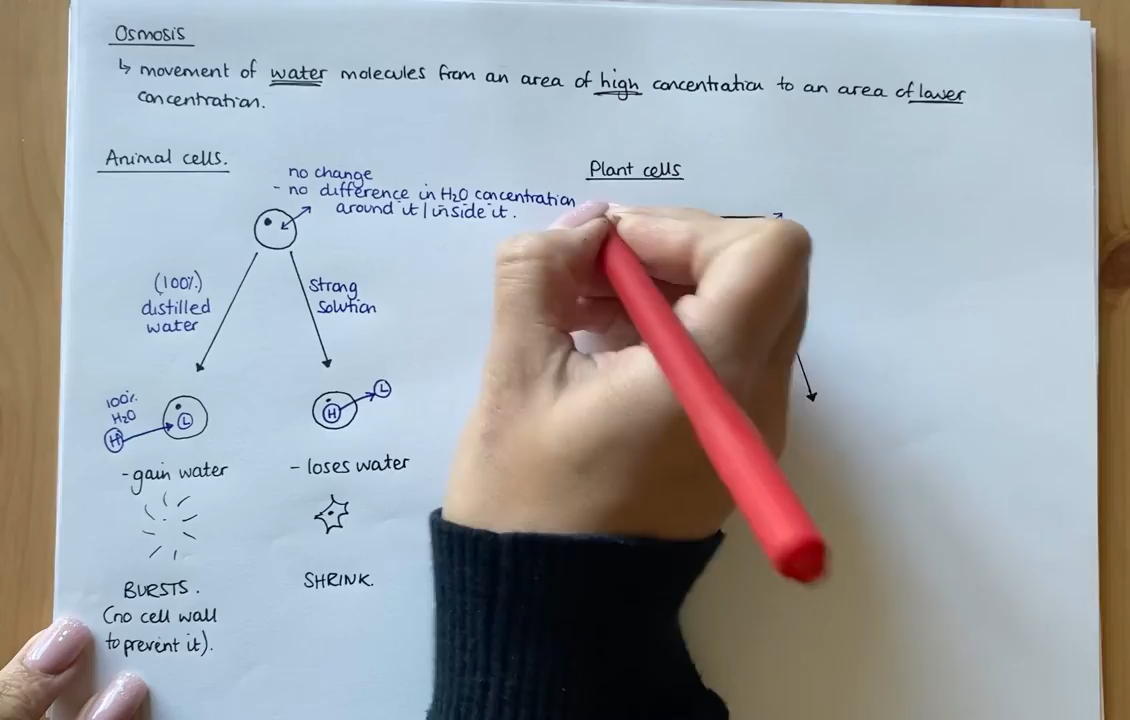 Osmosis
↳ movement of water molecules from an area of high concentration to an area of lower
concentration.
Animal cells.
no change
- no difference in H2O concentration
around it / inside it.
(100%)
distilled
water
strong
solution
100%
H2O
H
L
H
L
- gain water
- loses water
BURSTS.
(no cell wall
to prevent it).
SHRINK.
Plant cells